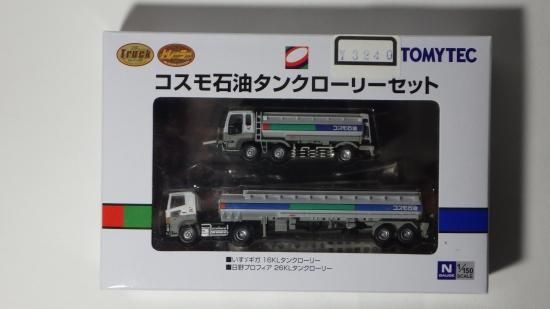 Truck
トレーラー
Y3240
TOMYTEC
コスモ石油タンクローリーセット
コスモ石油
コスモ石油
■いすゞギガ 16KLタンクローリー
■日野プロフィア 26KLタンクローリー
N GAUGE
1/150 SCALE